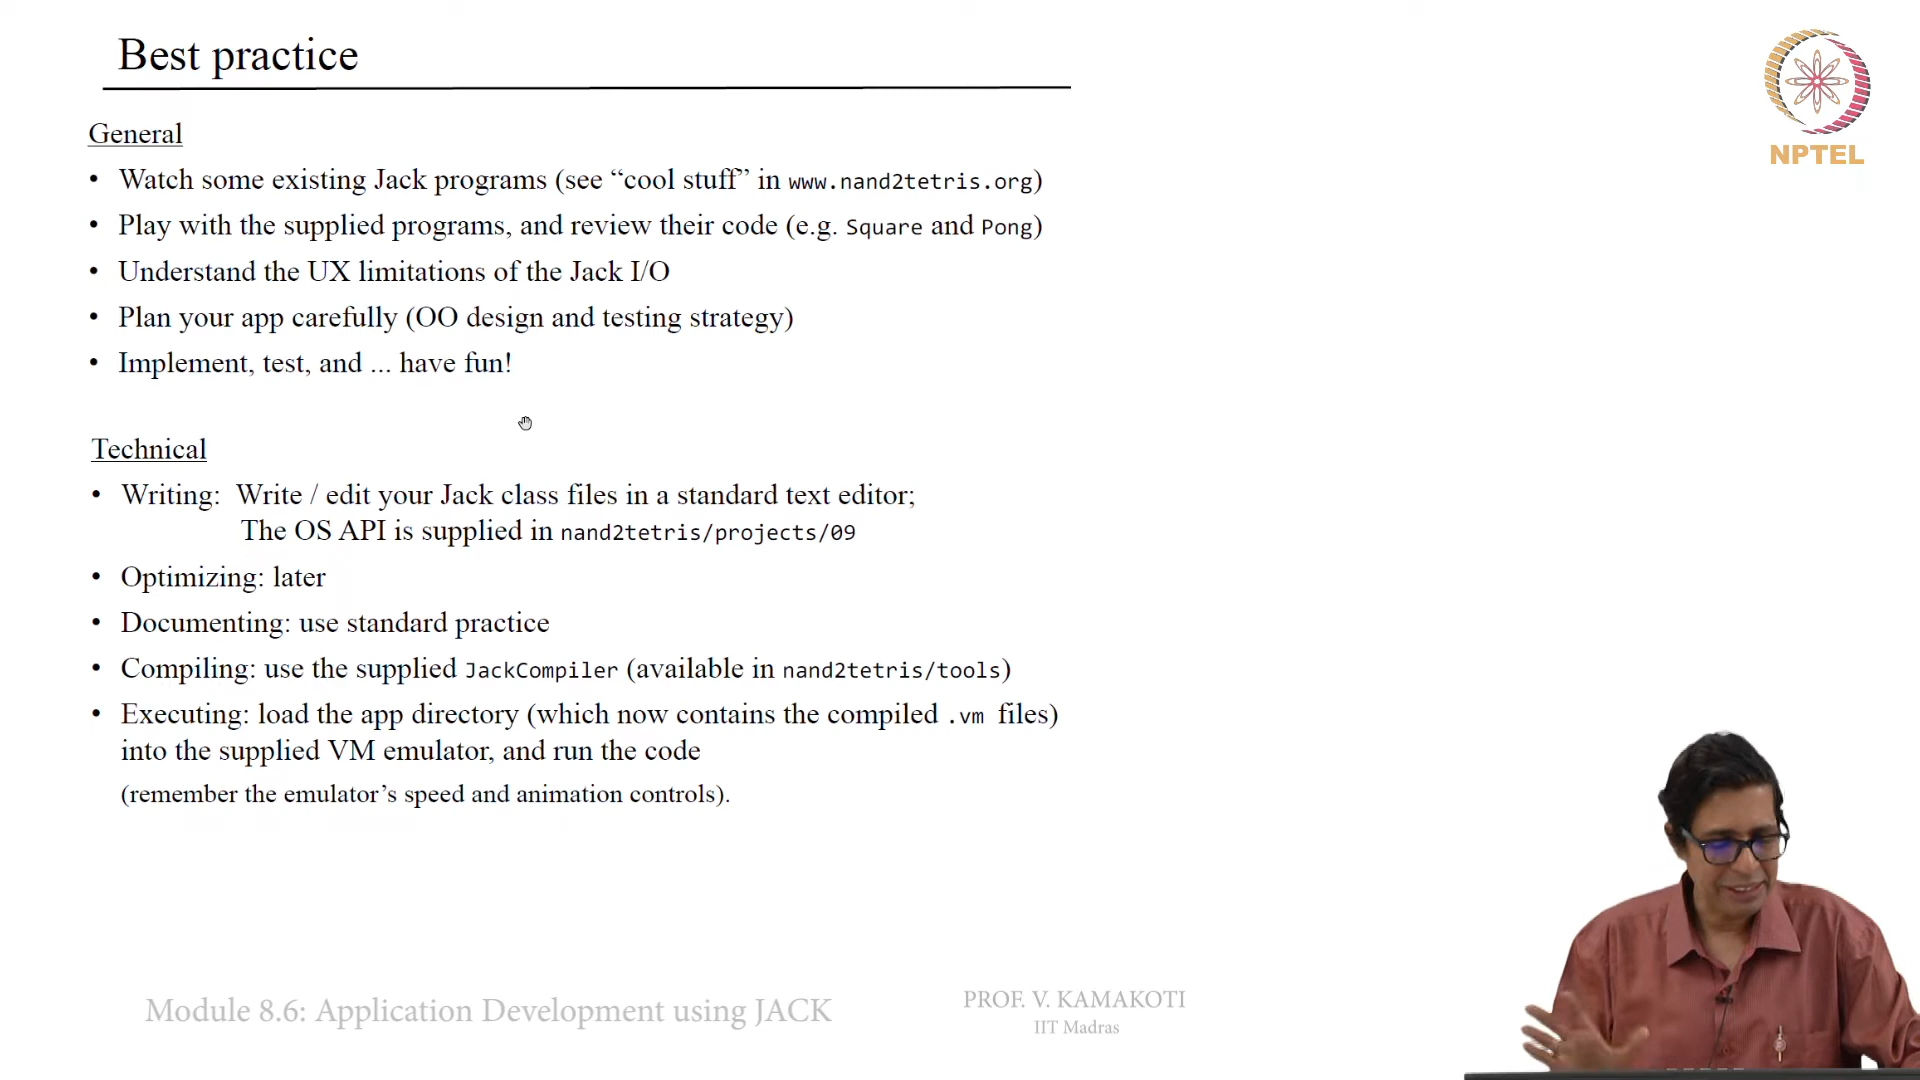 Best practice
NPTEL
General
• Watch some existing Jack programs (see “cool stuff” in www.nand2tetris.org)
• Play with the supplied programs, and review their code (e.g. Square and Pong)
• Understand the UX limitations of the Jack I/O
• Plan your app carefully (OO design and testing strategy)
• Implement, test, and ... have fun!
Technical
• Writing: Write / edit your Jack class files in a standard text editor;
The OS API is supplied in nand2tetris/projects/09
• Optimizing: later
• Documenting: use standard practice
• Compiling: use the supplied JackCompiler (available in nand2tetris/tools)
• Executing: load the app directory (which now contains the compiled .vm files)
into the supplied VM emulator, and run the code
(remember the emulator’s speed and animation controls).
Module 8.6: Application Development using JACK
PROF. V. KAMAKOTI
IIT Madras